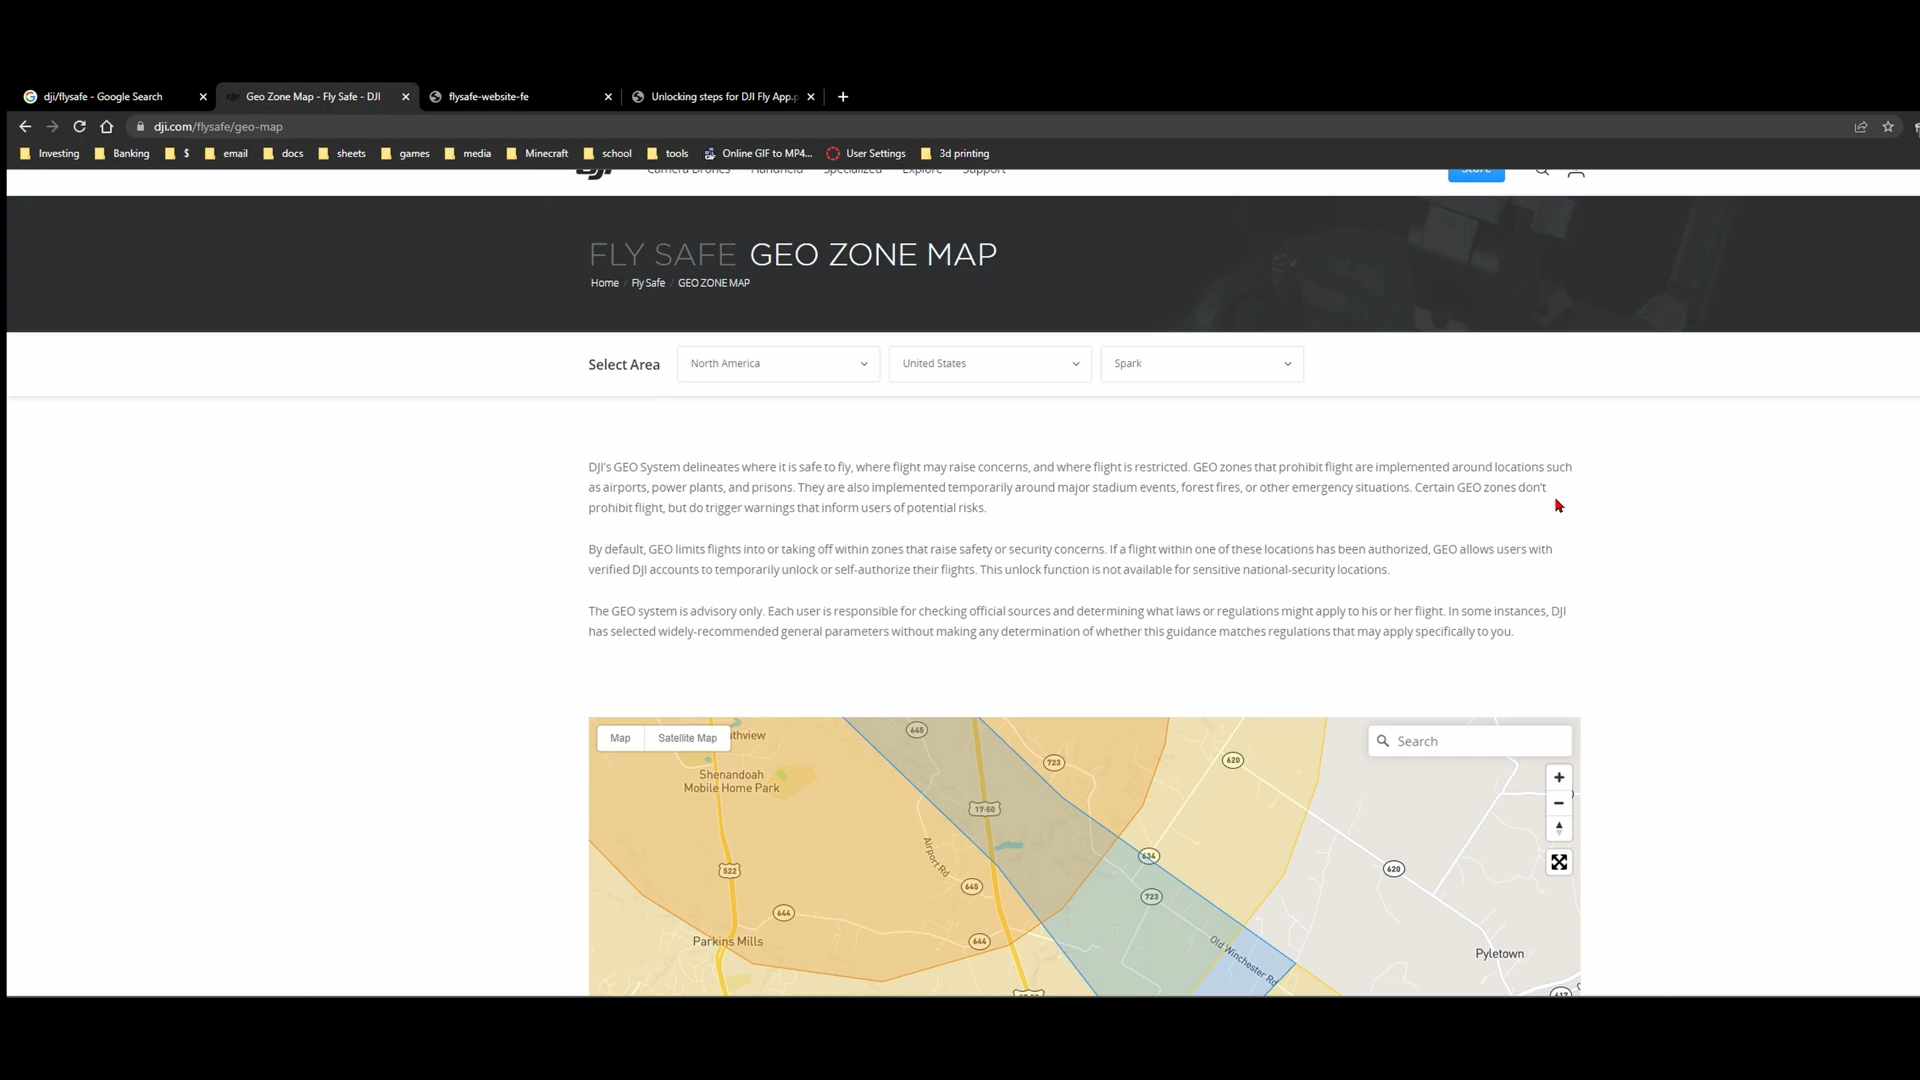 dji/flysafe - Google Search
Geo Zone Map - Fly Safe - DJI
flysafe-website-fe
Unlocking steps for DJI Fly App.p
dji.com/flysafe/geo-map
Investing
Banking
$
email
docs
sheets
games
media
Minecraft
school
tools
Online GIF to MP4...
User Settings
3d printing
Camera Drones
Handheld
Specialized
Explore
Support
Store
FLY SAFE GEO ZONE MAP
Home / Fly Safe / GEO ZONE MAP
Select Area
North America
United States
Spark
DJI's GEO System delineates where it is safe to fly, where flight may raise concerns, and where flight is restricted. GEO zones that prohibit flight are implemented around locations such
as airports, power plants, and prisons. They are also implemented temporarily around major stadium events, forest fires, or other emergency situations. Certain GEO zones don't
prohibit flight, but do trigger warnings that inform users of potential risks.
By default, GEO limits flights into or taking off within zones that raise safety or security concerns. If a flight within one of these locations has been authorized, GEO allows users with
verified DJI accounts to temporarily unlock or self-authorize their flights. This unlock function is not available for sensitive national-security locations.
The GEO system is advisory only. Each user is responsible for checking official sources and determining what laws or regulations might apply to his or her flight. In some instances, DJI
has selected widely-recommended general parameters without making any determination of whether this guidance matches regulations that may apply specifically to you.
Map
Satellite Map
thview
645
Search
723
620
Shenandoah
Mobile Home Park
17-50
Airport Rd
634
522
620
645
723
644
Parkins Mills
644
Old Winchester Rd
Pyletown